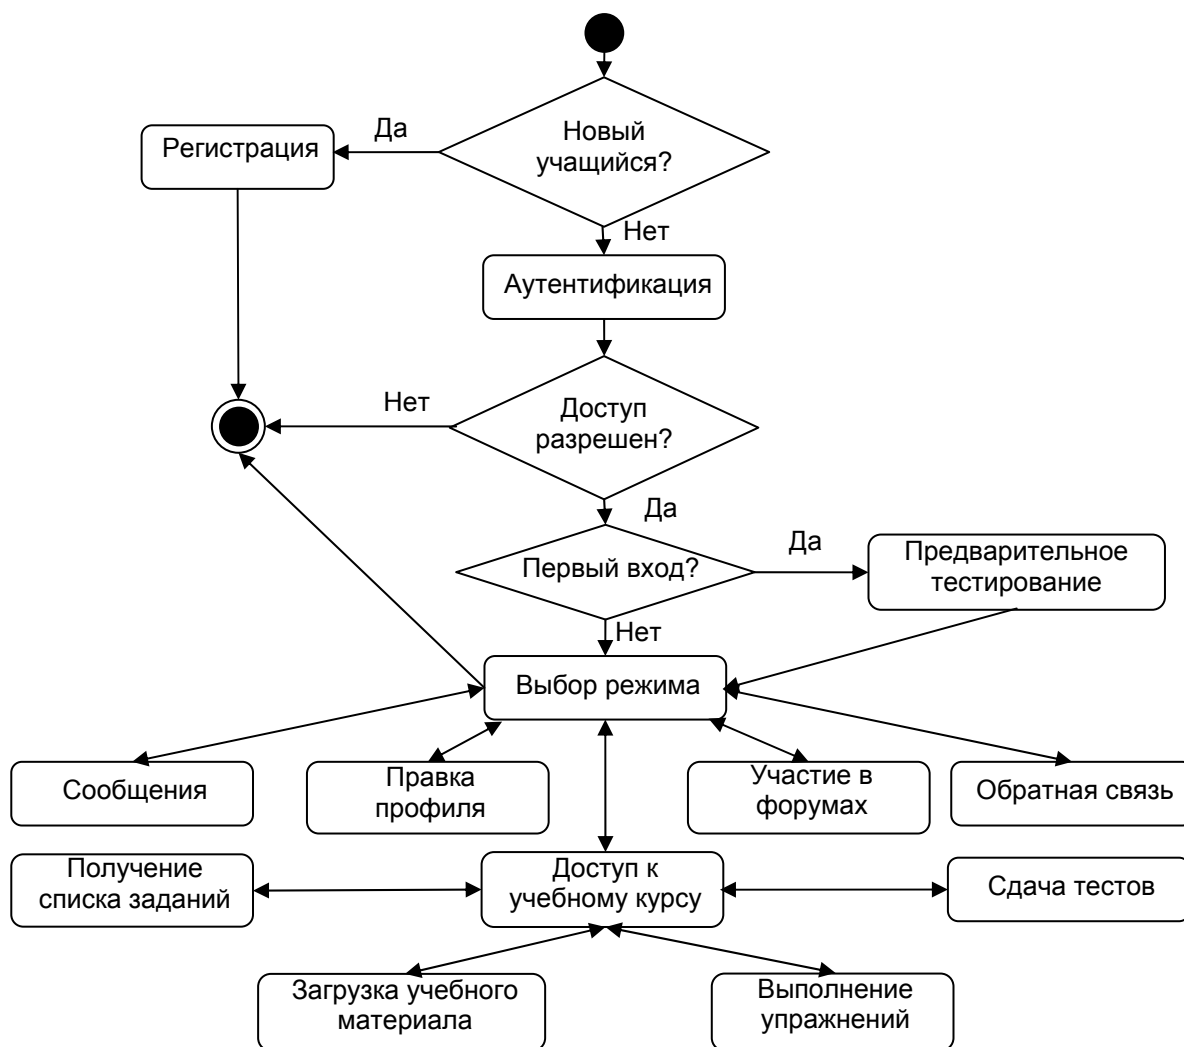 Новый
учащийся?
Да
Регистрация
Нет
Аутентификация
Нет
Доступ
разрешен?
Да
Первый вход?
Да
Предварительное
тестирование
Нет
Выбор режима
Сообщения
Правка
профиля
Участие в
форумах
Обратная связь
Получение
списка заданий
Доступ к
учебному курсу
Сдача тестов
Загрузка учебного
материала
Выполнение
упражнений